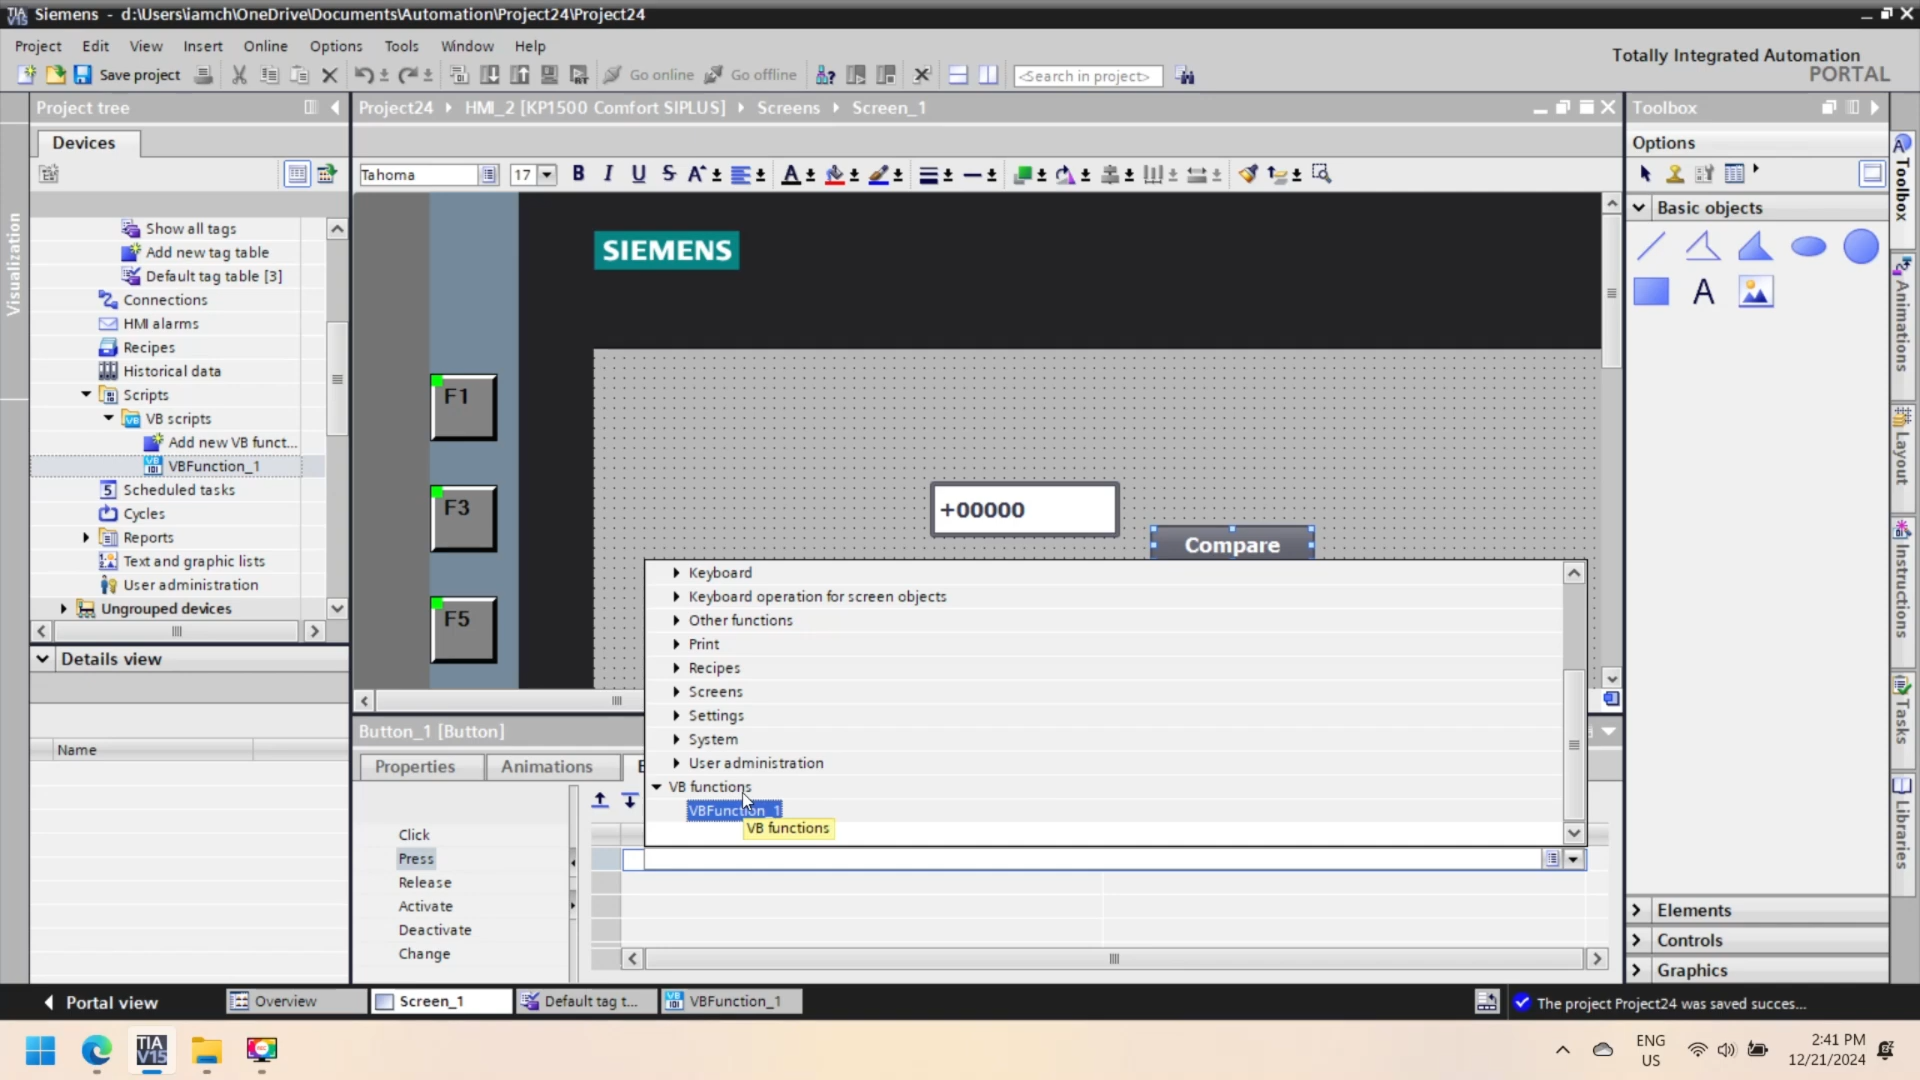 Siemens - d:\Users\iamch\OneDrive\Documents\Automation\Project24\Project24
Project Edit View Insert Online Options Tools Window Help
Totally Integrated Automation
PORTAL
Save project
Go online
Go offline
<Search in project>
Project tree
Project24 HMI_2 [KP1500 Comfort SIPLUS] Screens Screen_1
Toolbox
Devices
Options
Tahoma
17
B I U S A
Visualization
Show all tags
Add new tag table
Default tag table [3]
Connections
HMI alarms
Recipes
Historical data
Scripts
VB scripts
Add new VB funct...
VBFunction_1
Scheduled tasks
Cycles
Reports
Text and graphic lists
User administration
Ungrouped devices
Details view
Name
SIEMENS
F1
F3
F5
+00000
Compare
Keyboard
Keyboard operation for screen objects
Other functions
Print
Recipes
Screens
Settings
System
User administration
VB functions
VBFunction_1
VB functions
Button_1 [Button]
Properties
Animations
Click
Press
Release
Activate
Deactivate
Change
Basic objects
A
Elements
Controls
Graphics
Toolbox
Animations
Layout
Instructions
Tasks
Libraries
Portal view
Overview
Screen_1
Default tag t...
VBFunction_1
The project Project24 was saved succes...
TIA
V15
ENG
US
2:41 PM
12/21/2024